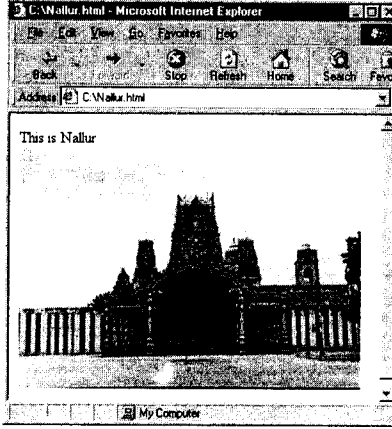 C:\Nallur.html - Microsoft Internet Explorer
File Edit View Go Favorites Help
Back Stop Refresh Home Search Favo
Address C:\Nallur.html
This is Nallur
My Computer